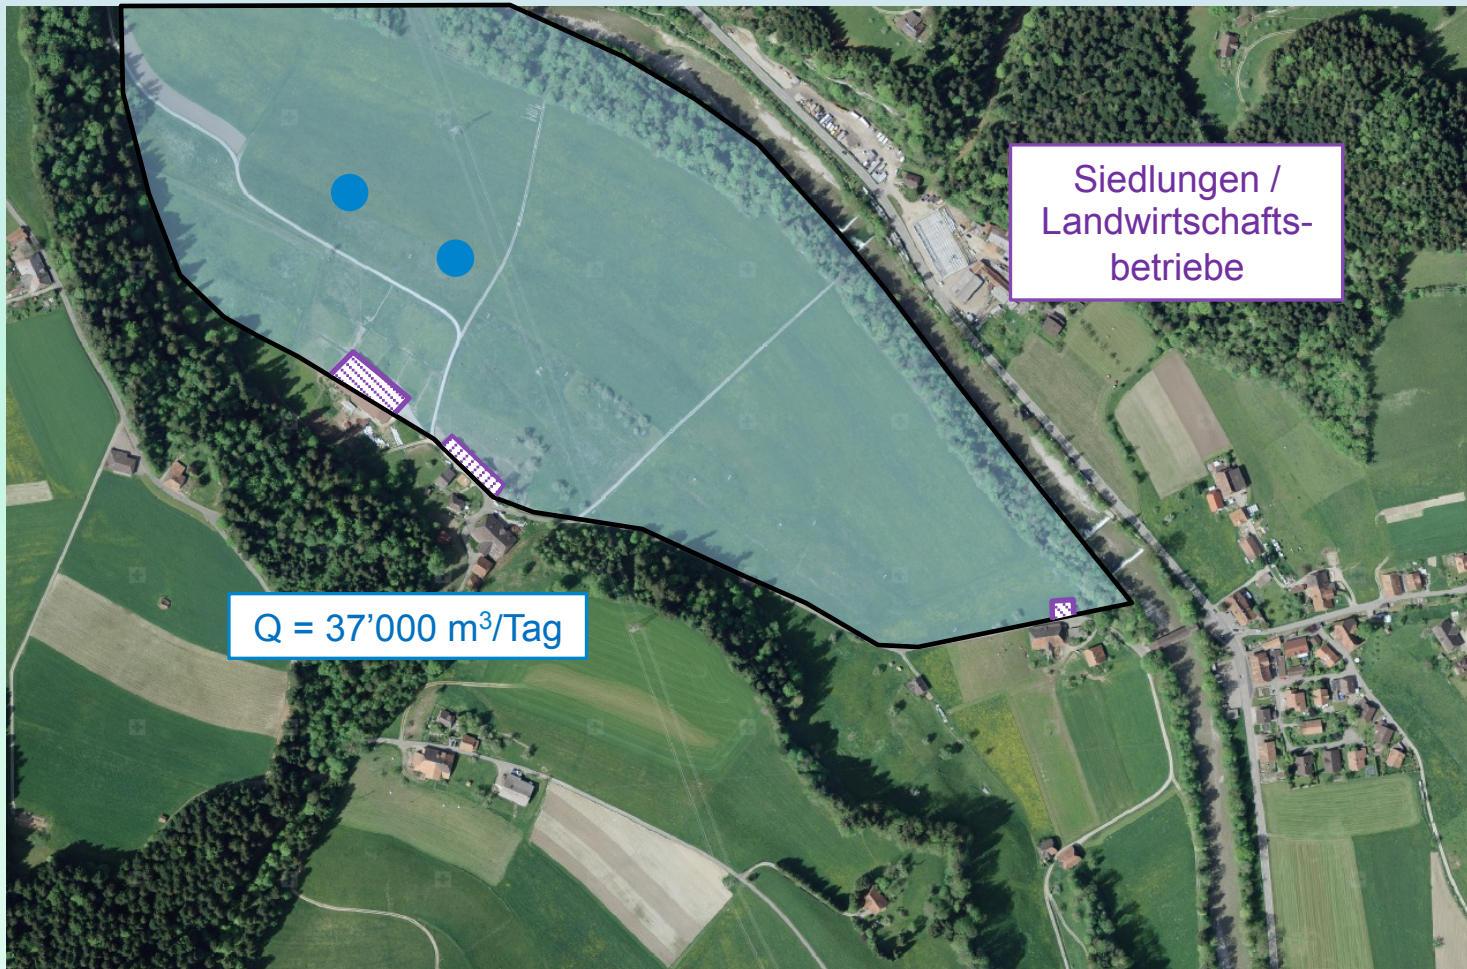 Siedlungen /
Landwirtschafts-
betriebe
Q = 37’000 m³/Tag